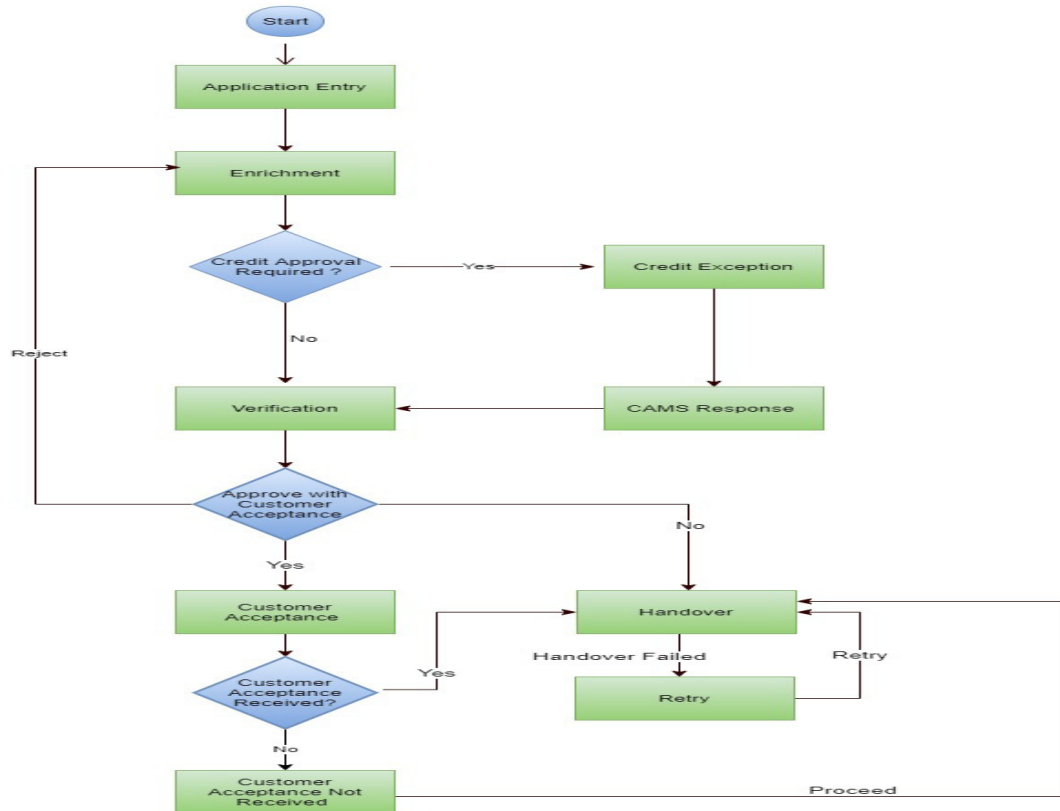 Start
Application Entry
Enrichment
Credit Approval
Required ?
Yes
Credit Exception
No
Reject
Verification
CAMS Response
Approve with
Customer
Acceptance
No
Yes
Customer
Acceptance
Handover
Handover Failed
Retry
Yes
Customer
Acceptance
Received?
Retry
No
Customer
Acceptance Not
Received
Proceed